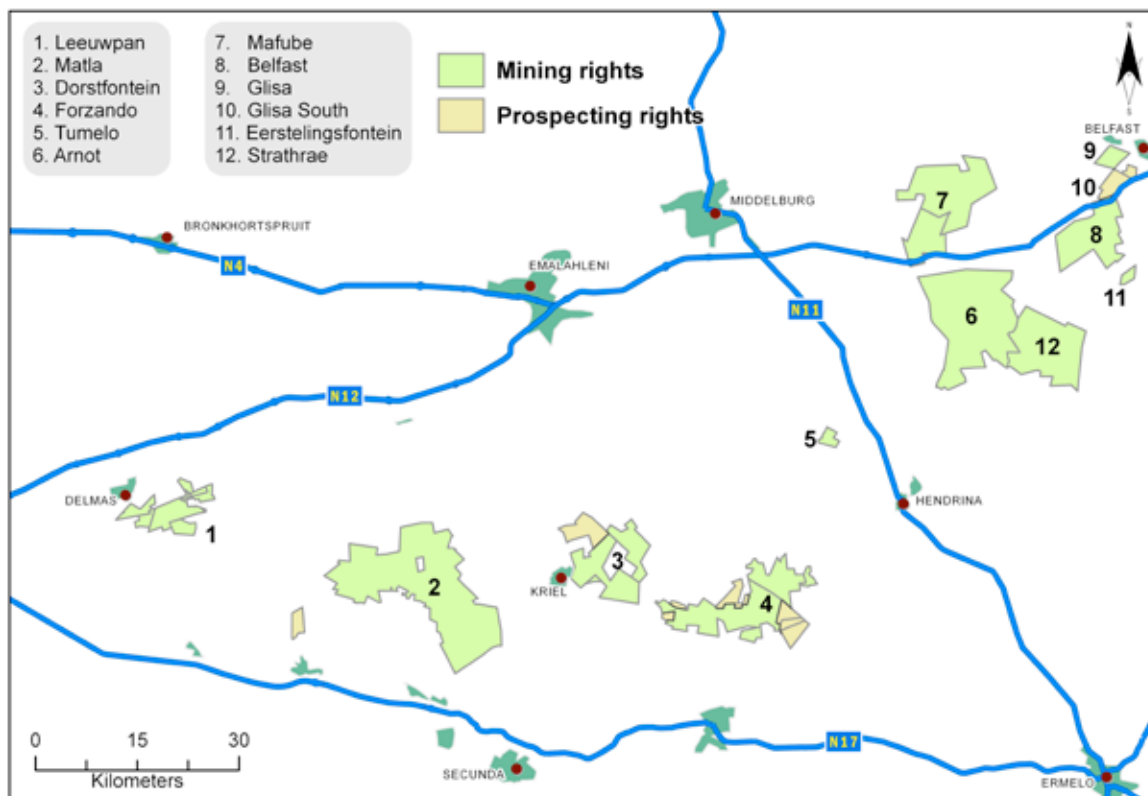 1. Leeuwpan
2. Matla
3. Dorstfontein
4. Forzando
5. Tumelo
6. Arnot
7. Mafube
8. Belfast
9. Glisa
10. Glisa South
11. Eerstelingsfontein
12. Strathrae
Mining rights
Prospecting rights
N
S
BELFAST
9
10
7
MIDDELBURG
8
BRONKHORTSPRUIT
N4
EMALAHLENI
11
N11
6
12
N12
5
DELMAS
HENDRINA
1
3
2
KRIEL
4
0 15 30
Kilometers
N17
SECUNDA
ERMELO